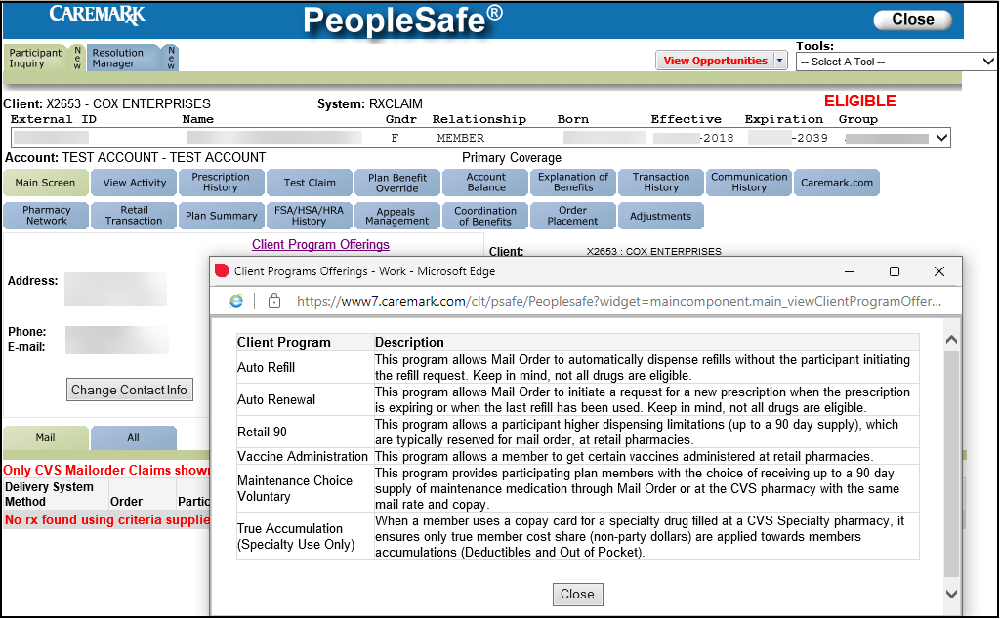 CAREMARK
PeopleSafe®
Close
Participant Inquiry
New
Resolution Manager
New
View Opportunities
Tools:
-- Select A Tool --
Client: X2653 - COX ENTERPRISES
System: RXCLAIM
ELIGIBLE
External ID Name Gndr Relationship Born Effective Expiration Group
F MEMBER -2018 -2039
Account: TEST ACCOUNT - TEST ACCOUNT
Primary Coverage
Main Screen
View Activity
Prescription History
Test Claim
Plan Benefit Override
Account Balance
Explanation of Benefits
Transaction History
Communication History
Caremark.com
Pharmacy Network
Retail Transaction
Plan Summary
FSA/HSA/HRA History
Appeals Management
Coordination of Benefits
Order Placement
Adjustments
Client Program Offerings
Client: X2653 : COX ENTERPRISES
Address:
Phone:
E-mail:
Change Contact Info
Mail
All
Only CVS Mailorder Claims shown
Delivery System Method
Order
Partic
No rx found using criteria supplie
Client Programs Offerings - Work - Microsoft Edge
https://www7.caremark.com/clt/psafe/Peoplesafe?widget=maincomponent.main_viewClientProgramOffer...
Client Program Description
Auto Refill
This program allows Mail Order to automatically dispense refills without the participant initiating
the refill request. Keep in mind, not all drugs are eligible.
Auto Renewal
This program allows Mail Order to initiate a request for a new prescription when the prescription
is expiring or when the last refill has been used. Keep in mind, not all drugs are eligible.
Retail 90
This program allows a participant higher dispensing limitations (up to a 90 day supply), which
are typically reserved for mail order, at retail pharmacies.
Vaccine Administration
This program allows a member to get certain vaccines administered at retail pharmacies.
Maintenance Choice
Voluntary
This program provides participating plan members with the choice of receiving up to a 90 day
supply of maintenance medication through Mail Order or at the CVS pharmacy with the same
mail rate and copay.
True Accumulation
(Specialty Use Only)
When a member uses a copay card for a specialty drug filled at a CVS Specialty pharmacy, it
ensures only true member cost share (non-party dollars) are applied towards members
accumulations (Deductibles and Out of Pocket).
Close